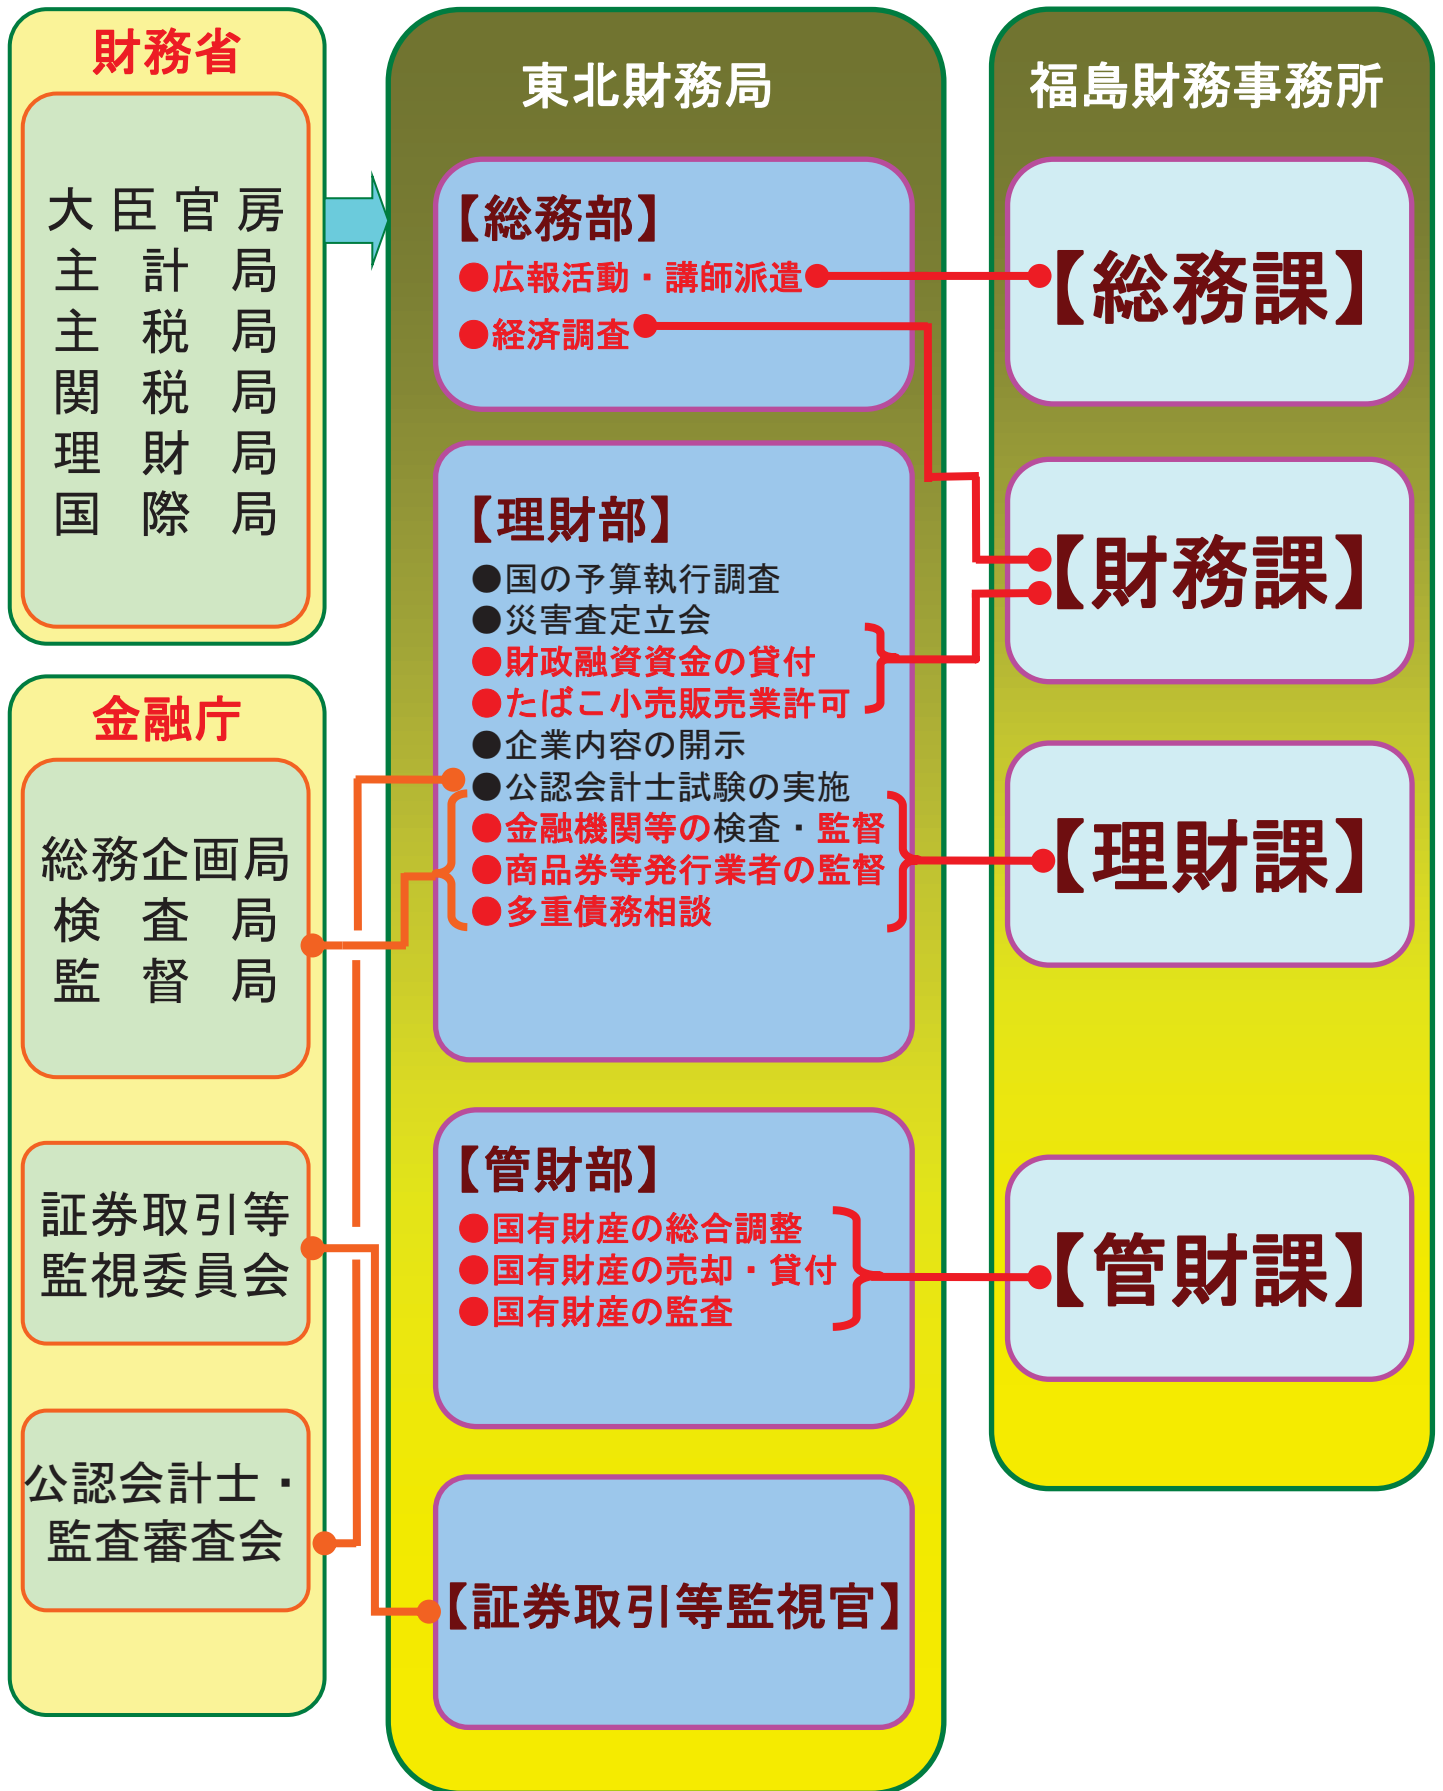 財務省
大臣官房
主計局
主税局
関税局
理財局
国際局
金融庁
総務企画局
検査局
監督局
証券取引等
監視委員会
公認会計士・
監査審査会
東北財務局
【総務部】
●広報活動・講師派遣
●経済調査
【理財部】
●国の予算執行調査
●災害査定立会
●財政融資資金の貸付
●たばこ小売販売業許可
●企業内容の開示
●公認会計士試験の実施
●金融機関等の検査・監督
●商品券等発行業者の監督
●多重債務相談
【管財部】
●国有財産の総合調整
●国有財産の売却・貸付
●国有財産の監査
【証券取引等監視官】
福島財務事務所
【総務課】
【財務課】
【理財課】
【管財課】